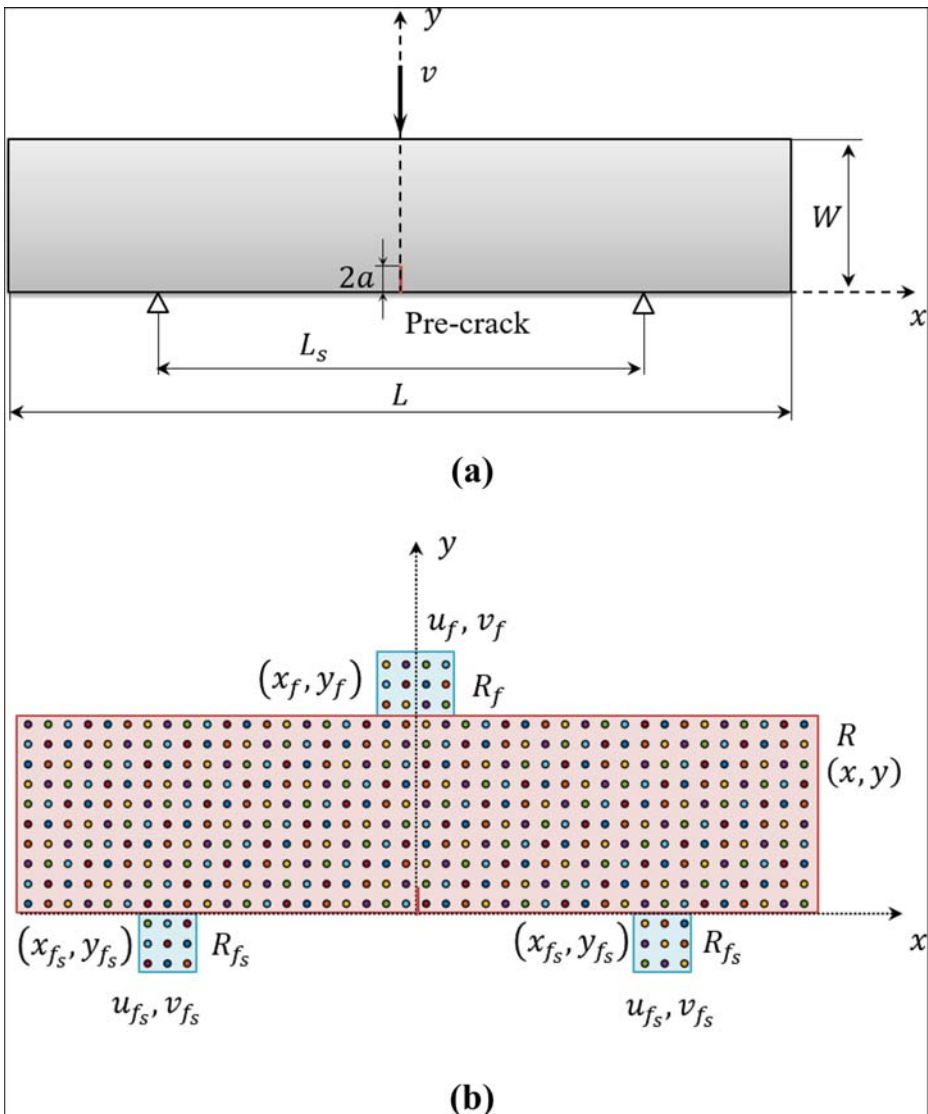 y
v
W
2a
x
Pre-crack
L_s
L
(a)
y
u_f, v_f
(x_f, y_f)
R_f
R
(x, y)
(x_{f_s}, y_{f_s}) R_{f_s} (x_{f_s}, y_{f_s}) R_{f_s} x
u_{f_s}, v_{f_s} u_{f_s}, v_{f_s}
(b)